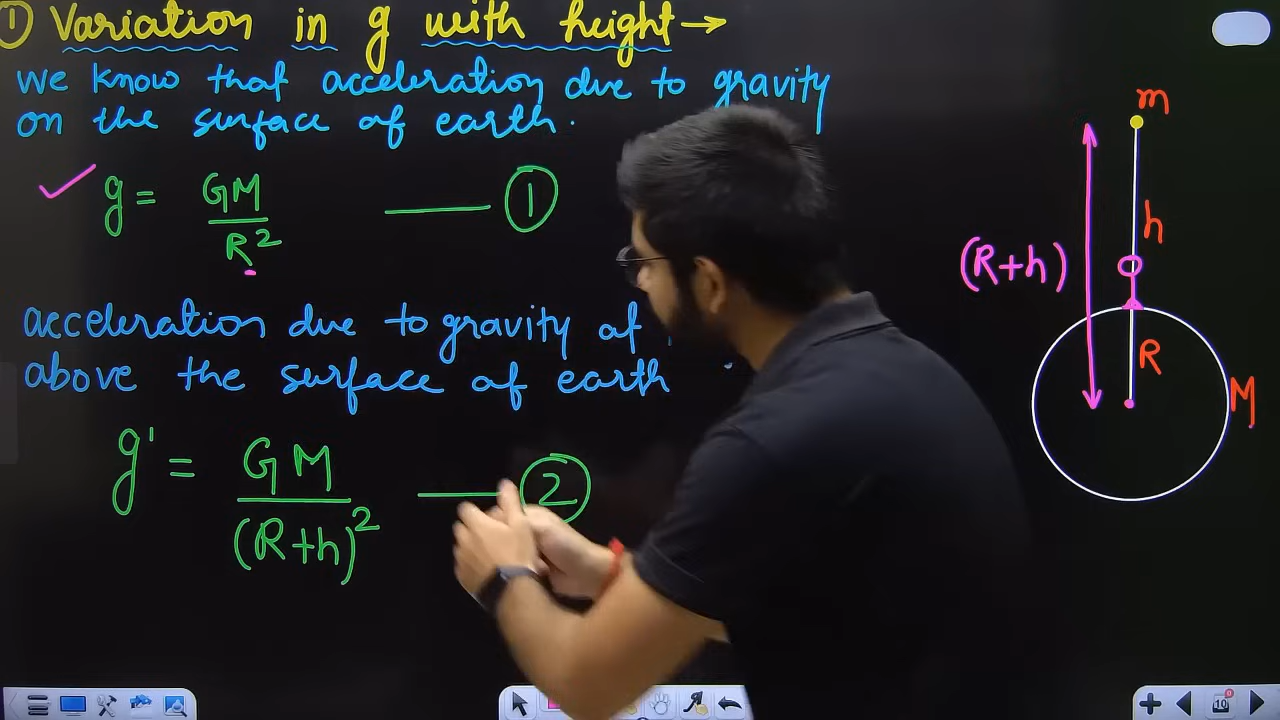 ① Variation in g with height →
we know that acceleration due to gravity
on the surface of earth.
g = GM/R² —— ①
acceleration due to gravity at
above the surface of earth
g' = GM/(R+h)² —— ②
m
h
(R+h)
R
M
10